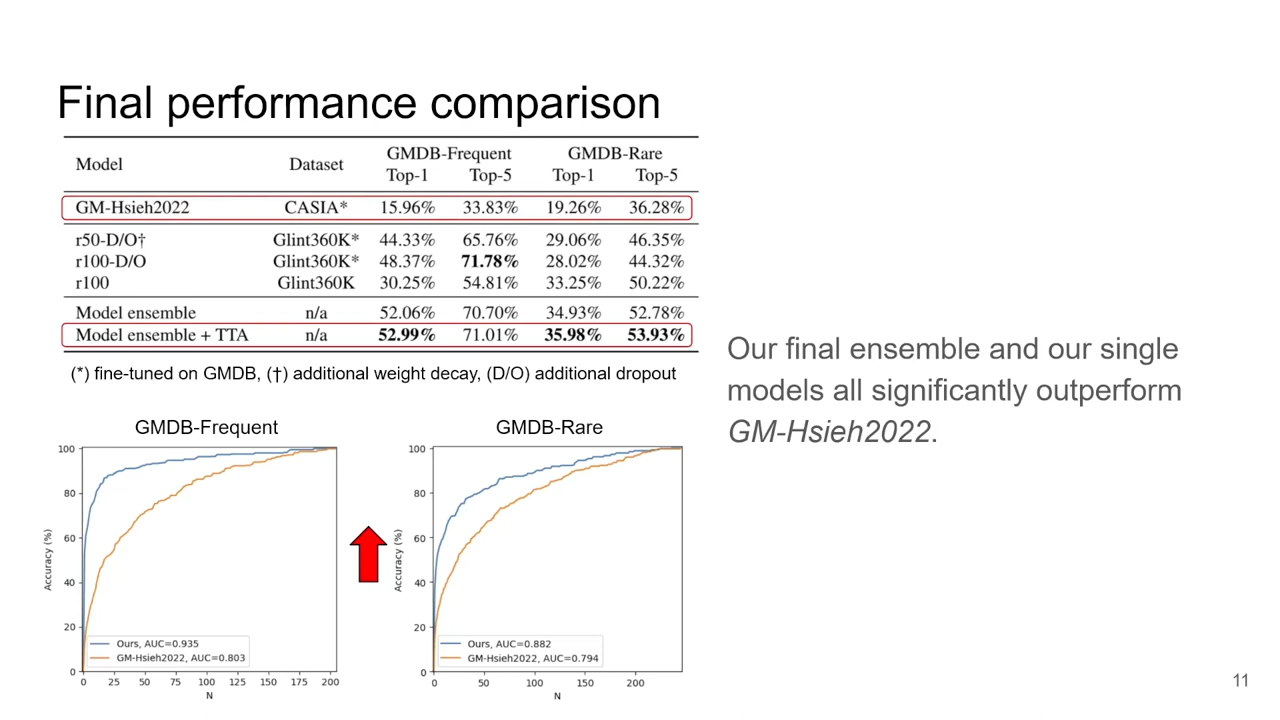 Final performance comparison
Model Dataset GMDB-Frequent GMDB-Rare
Top-1 Top-5 Top-1 Top-5
GM-Hsieh2022 CASIA* 15.96% 33.83% 19.26% 36.28%
r50-D/O† Glint360K* 44.33% 65.76% 29.06% 46.35%
r100-D/O Glint360K* 48.37% 71.78% 28.02% 44.32%
r100 Glint360K 30.25% 54.81% 33.25% 50.22%
Model ensemble n/a 52.06% 70.70% 34.93% 52.78%
Model ensemble + TTA n/a 52.99% 71.01% 35.98% 53.93%
(*) fine-tuned on GMDB, (†) additional weight decay, (D/O) additional dropout
Our final ensemble and our single
models all significantly outperform
GM-Hsieh2022.
GMDB-Frequent
100
80
60
40
20
0
Accuracy (%)
Ours, AUC=0.935
GM-Hsieh2022, AUC=0.803
0 25 50 75 100 125 150 175 200
N
GMDB-Rare
100
80
60
40
20
0
Accuracy (%)
Ours, AUC=0.882
GM-Hsieh2022, AUC=0.794
0 50 100 150 200
N
11